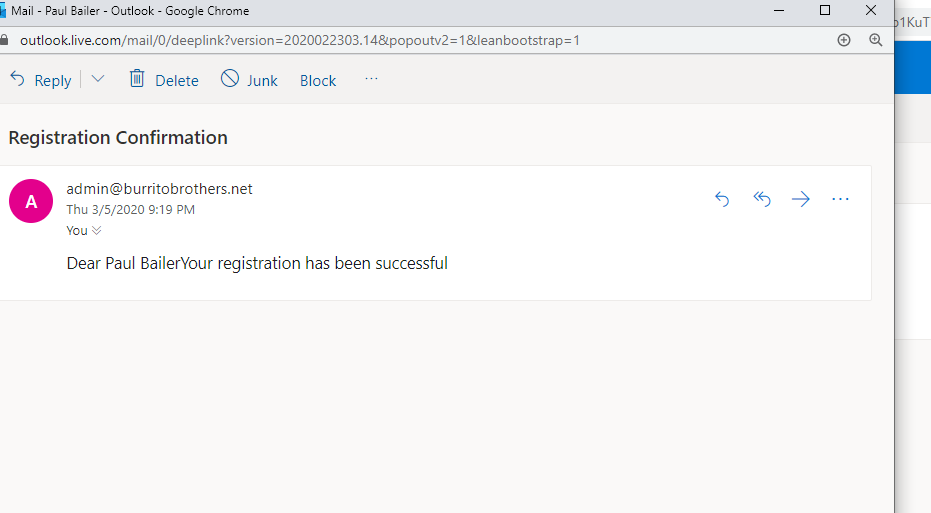 Mail - Paul Bailer - Outlook - Google Chrome
outlook.live.com/mail/0/deeplink?version=2020022303.14&popoutv2=1&leanbootstrap=1
Reply Delete Junk Block ...
Registration Confirmation
A
admin@burritobrothers.net
Thu 3/5/2020 9:19 PM
You
Dear Paul BailerYour registration has been successful